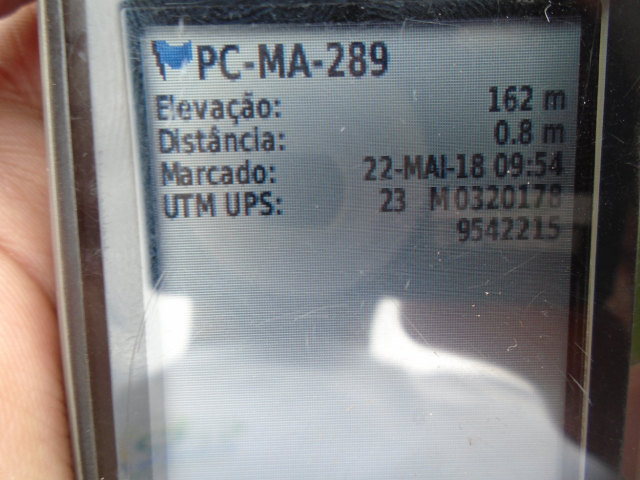 PC-MA-289
Elevação: 162 m
Distância: 0.8 m
Marcado: 22-MAI-18 09:54
UTM UPS: 23 M 0320178
9542215